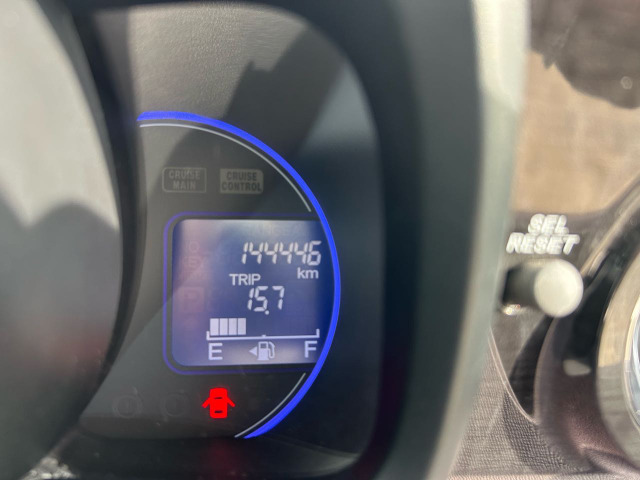 CRUISE
MAIN
CRUISE
CONTROL
144446
km
TRIP
15.7
E F
SEL
RESET